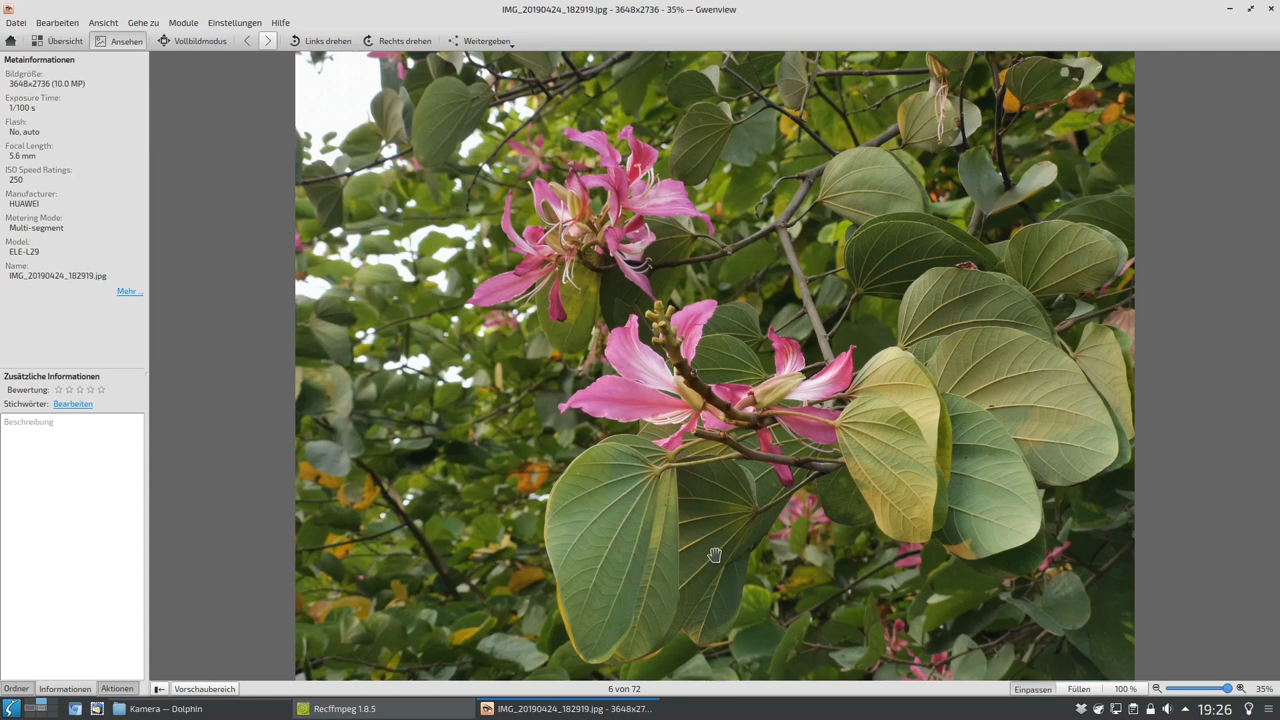 IMG_20190424_182919.jpg - 3648x2736 - 35% — Gwenview
Datei Bearbeiten Ansicht Gehe zu Module Einstellungen Hilfe
Übersicht Ansehen Vollbildmodus Links drehen Rechts drehen Weitergeben
Metainformationen
Bildgröße:
3648x2736 (10.0 MP)
Exposure Time:
1/100 s
Flash:
No, auto
Focal Length:
5.6 mm
ISO Speed Ratings:
250
Manufacturer:
HUAWEI
Metering Mode:
Multi-segment
Model:
ELE-L29
Name:
IMG_20190424_182919.jpg
Mehr ...
Zusätzliche Informationen
Bewertung:
Stichwörter: Bearbeiten
Beschreibung
Ordner Informationen Aktionen Vorschaubereich 6 von 72 Einpassen Füllen 100 % 35%
Kamera — Dolphin Recffmpeg 1.8.5 IMG_20190424_182919.jpg - 3648x27... 19:26